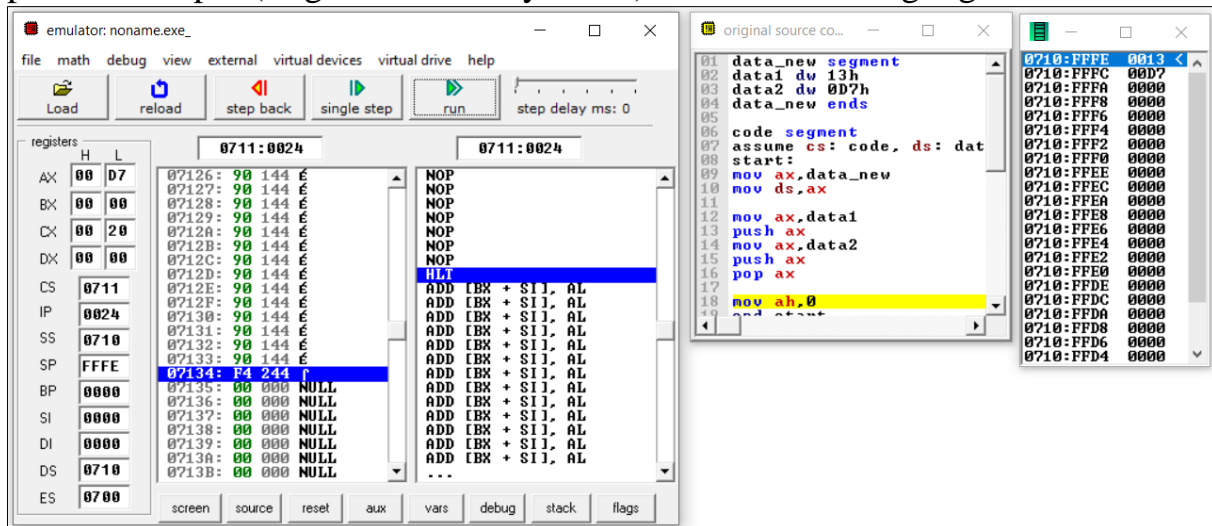 emulator: noname.exe_
file math debug view external virtual devices virtual drive help
Load reload step back single step run step delay ms: 0
registers
H L
AX 00 D7
BX 00 00
CX 00 20
DX 00 00
CS 0711
IP 0024
SS 0710
SP FFFE
BP 0000
SI 0000
DI 0000
DS 0710
ES 0700
0711:0024 0711:0024
07126: 90 144 É
07127: 90 144 É
07128: 90 144 É
07129: 90 144 É
0712A: 90 144 É
0712B: 90 144 É
0712C: 90 144 É
0712D: 90 144 É
0712E: 90 144 É
0712F: 90 144 É
07130: 90 144 É
07131: 90 144 É
07132: 90 144 É
07133: 90 144 É
07134: F4 244 ⌠
07135: 00 000 NULL
07136: 00 000 NULL
07137: 00 000 NULL
07138: 00 000 NULL
07139: 00 000 NULL
0713A: 00 000 NULL
0713B: 00 000 NULL
NOP
NOP
NOP
NOP
NOP
NOP
NOP
HLT
ADD [BX + SI], AL
ADD [BX + SI], AL
ADD [BX + SI], AL
ADD [BX + SI], AL
ADD [BX + SI], AL
ADD [BX + SI], AL
ADD [BX + SI], AL
ADD [BX + SI], AL
ADD [BX + SI], AL
ADD [BX + SI], AL
ADD [BX + SI], AL
ADD [BX + SI], AL
ADD [BX + SI], AL
...
screen source reset aux vars debug stack flags
original source co...
01 data_new segment
02 data1 dw 13h
03 data2 dw 0D7h
04 data_new ends
05
06 code segment
07 assume cs: code, ds: dat
08 start:
09 mov ax,data_new
10 mov ds,ax
11
12 mov ax,data1
13 push ax
14 mov ax,data2
15 push ax
16 pop ax
17
18 mov ah,0
19 end start
0710:FFFE 0013 <
0710:FFFC 00D7
0710:FFFA 0000
0710:FFF8 0000
0710:FFF6 0000
0710:FFF4 0000
0710:FFF2 0000
0710:FFF0 0000
0710:FFEE 0000
0710:FFEC 0000
0710:FFEA 0000
0710:FFE8 0000
0710:FFE6 0000
0710:FFE4 0000
0710:FFE2 0000
0710:FFE0 0000
0710:FFDE 0000
0710:FFDC 0000
0710:FFDA 0000
0710:FFD8 0000
0710:FFD6 0000
0710:FFD4 0000